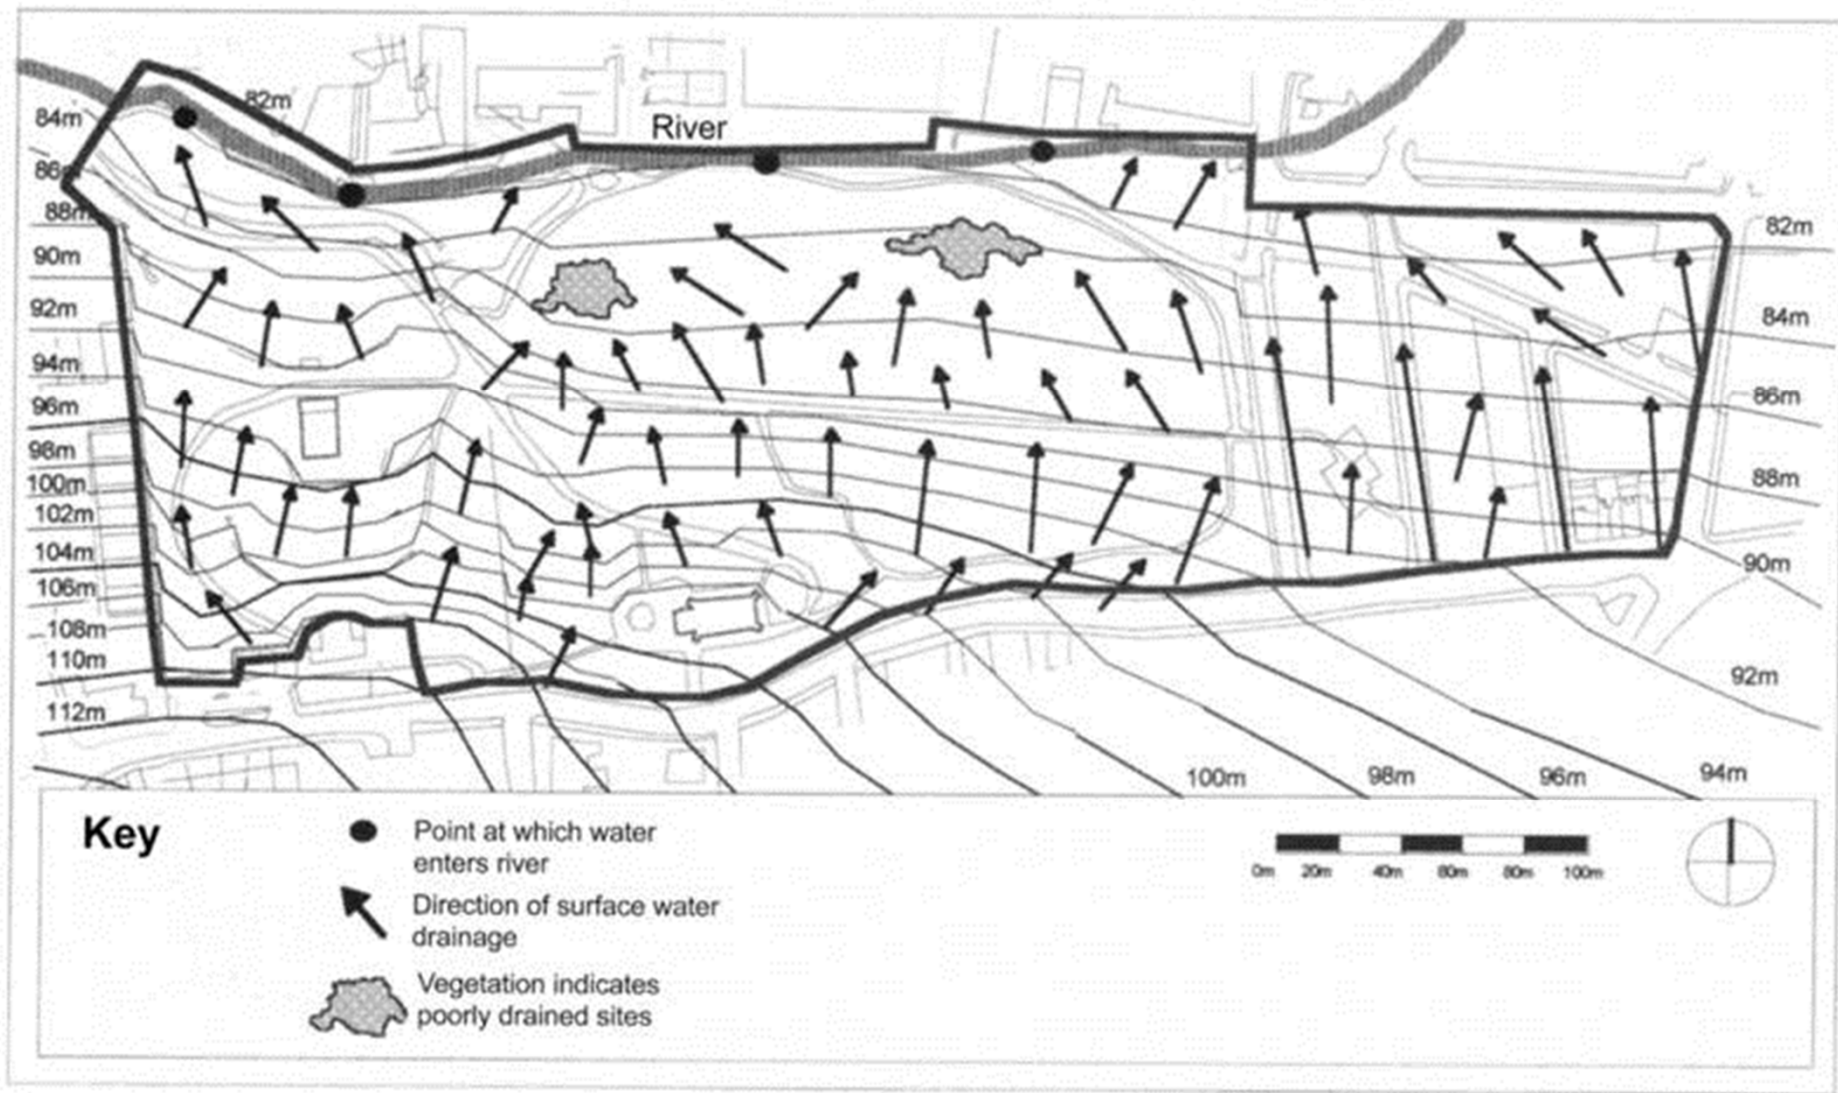 82m
84m
River
86m
88m
82m
90m
92m
84m
94m
86m
96m
98m
88m
100m
102m
104m
90m
106m
108m
110m
92m
112m
100m
98m
96m
94m
Key
Point at which water
enters river
0m 20m 40m 60m 80m 100m
Direction of surface water
drainage
Vegetation indicates
poorly drained sites